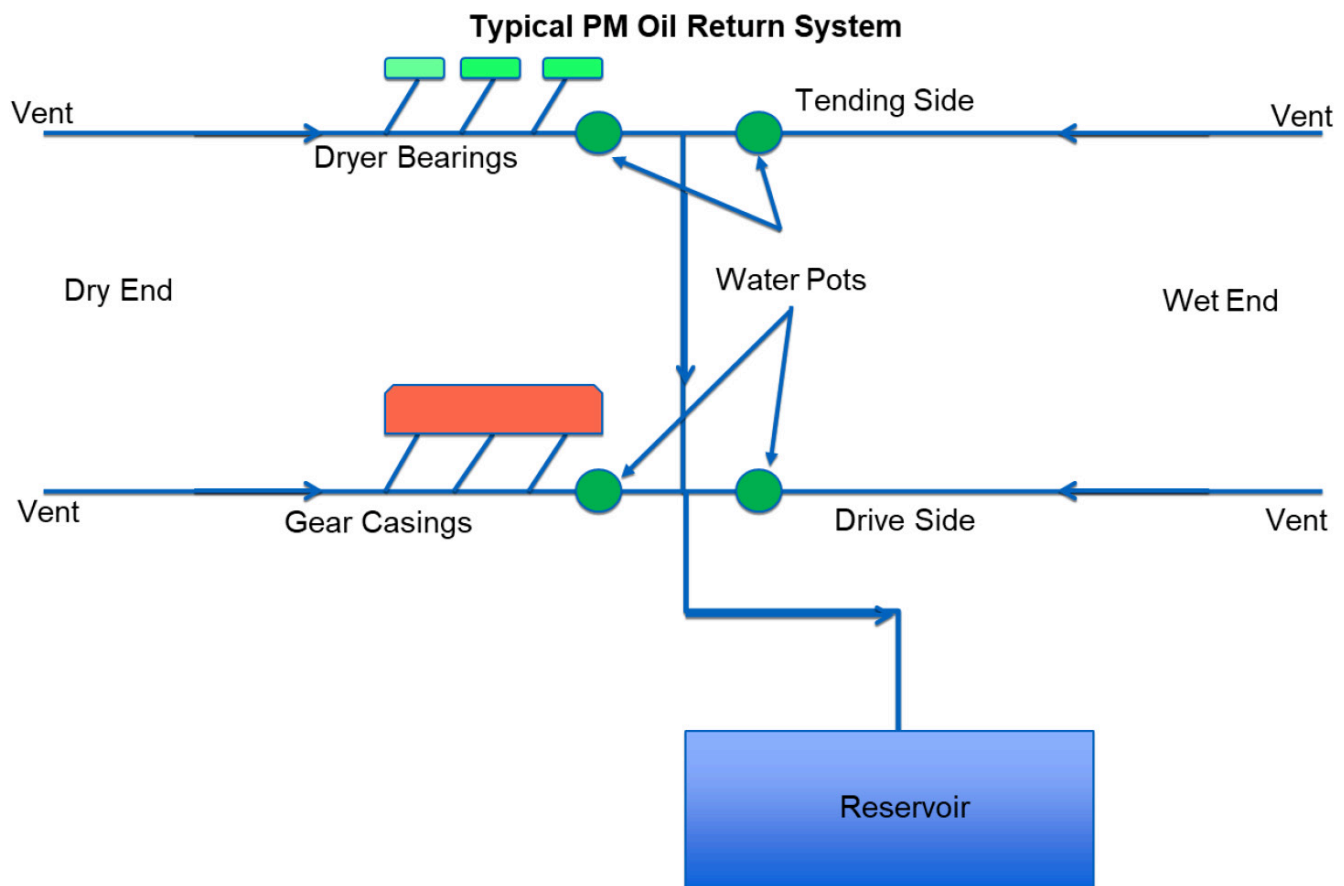 Typical PM Oil Return System
Vent
Tending Side
Vent
Dryer Bearings
Dry End
Water Pots
Wet End
Vent
Gear Casings
Drive Side
Vent
Reservoir